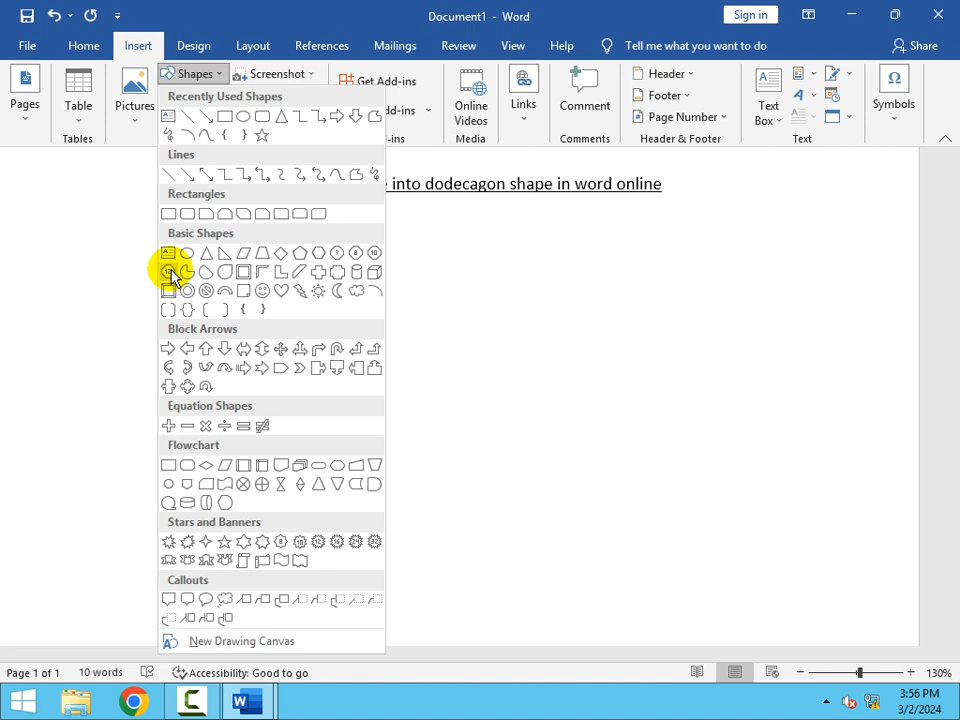 Document1 - Word
Sign in
File Home Insert Design Layout References Mailings Review View Help Tell me what you want to do Share
Pages
Table
Tables
Pictures
Shapes
Screenshot
Get Add-ins
Online
Videos
Media
Links
Comment
Comments
Header
Footer
Page Number
Header & Footer
Text
Box
Text
Symbols
Recently Used Shapes
Lines
Rectangles
Basic Shapes
Block Arrows
Equation Shapes
Flowchart
Stars and Banners
Callouts
New Drawing Canvas
into dodecagon shape in word online
Page 1 of 1 10 words Accessibility: Good to go 130%
3:56 PM
3/2/2024